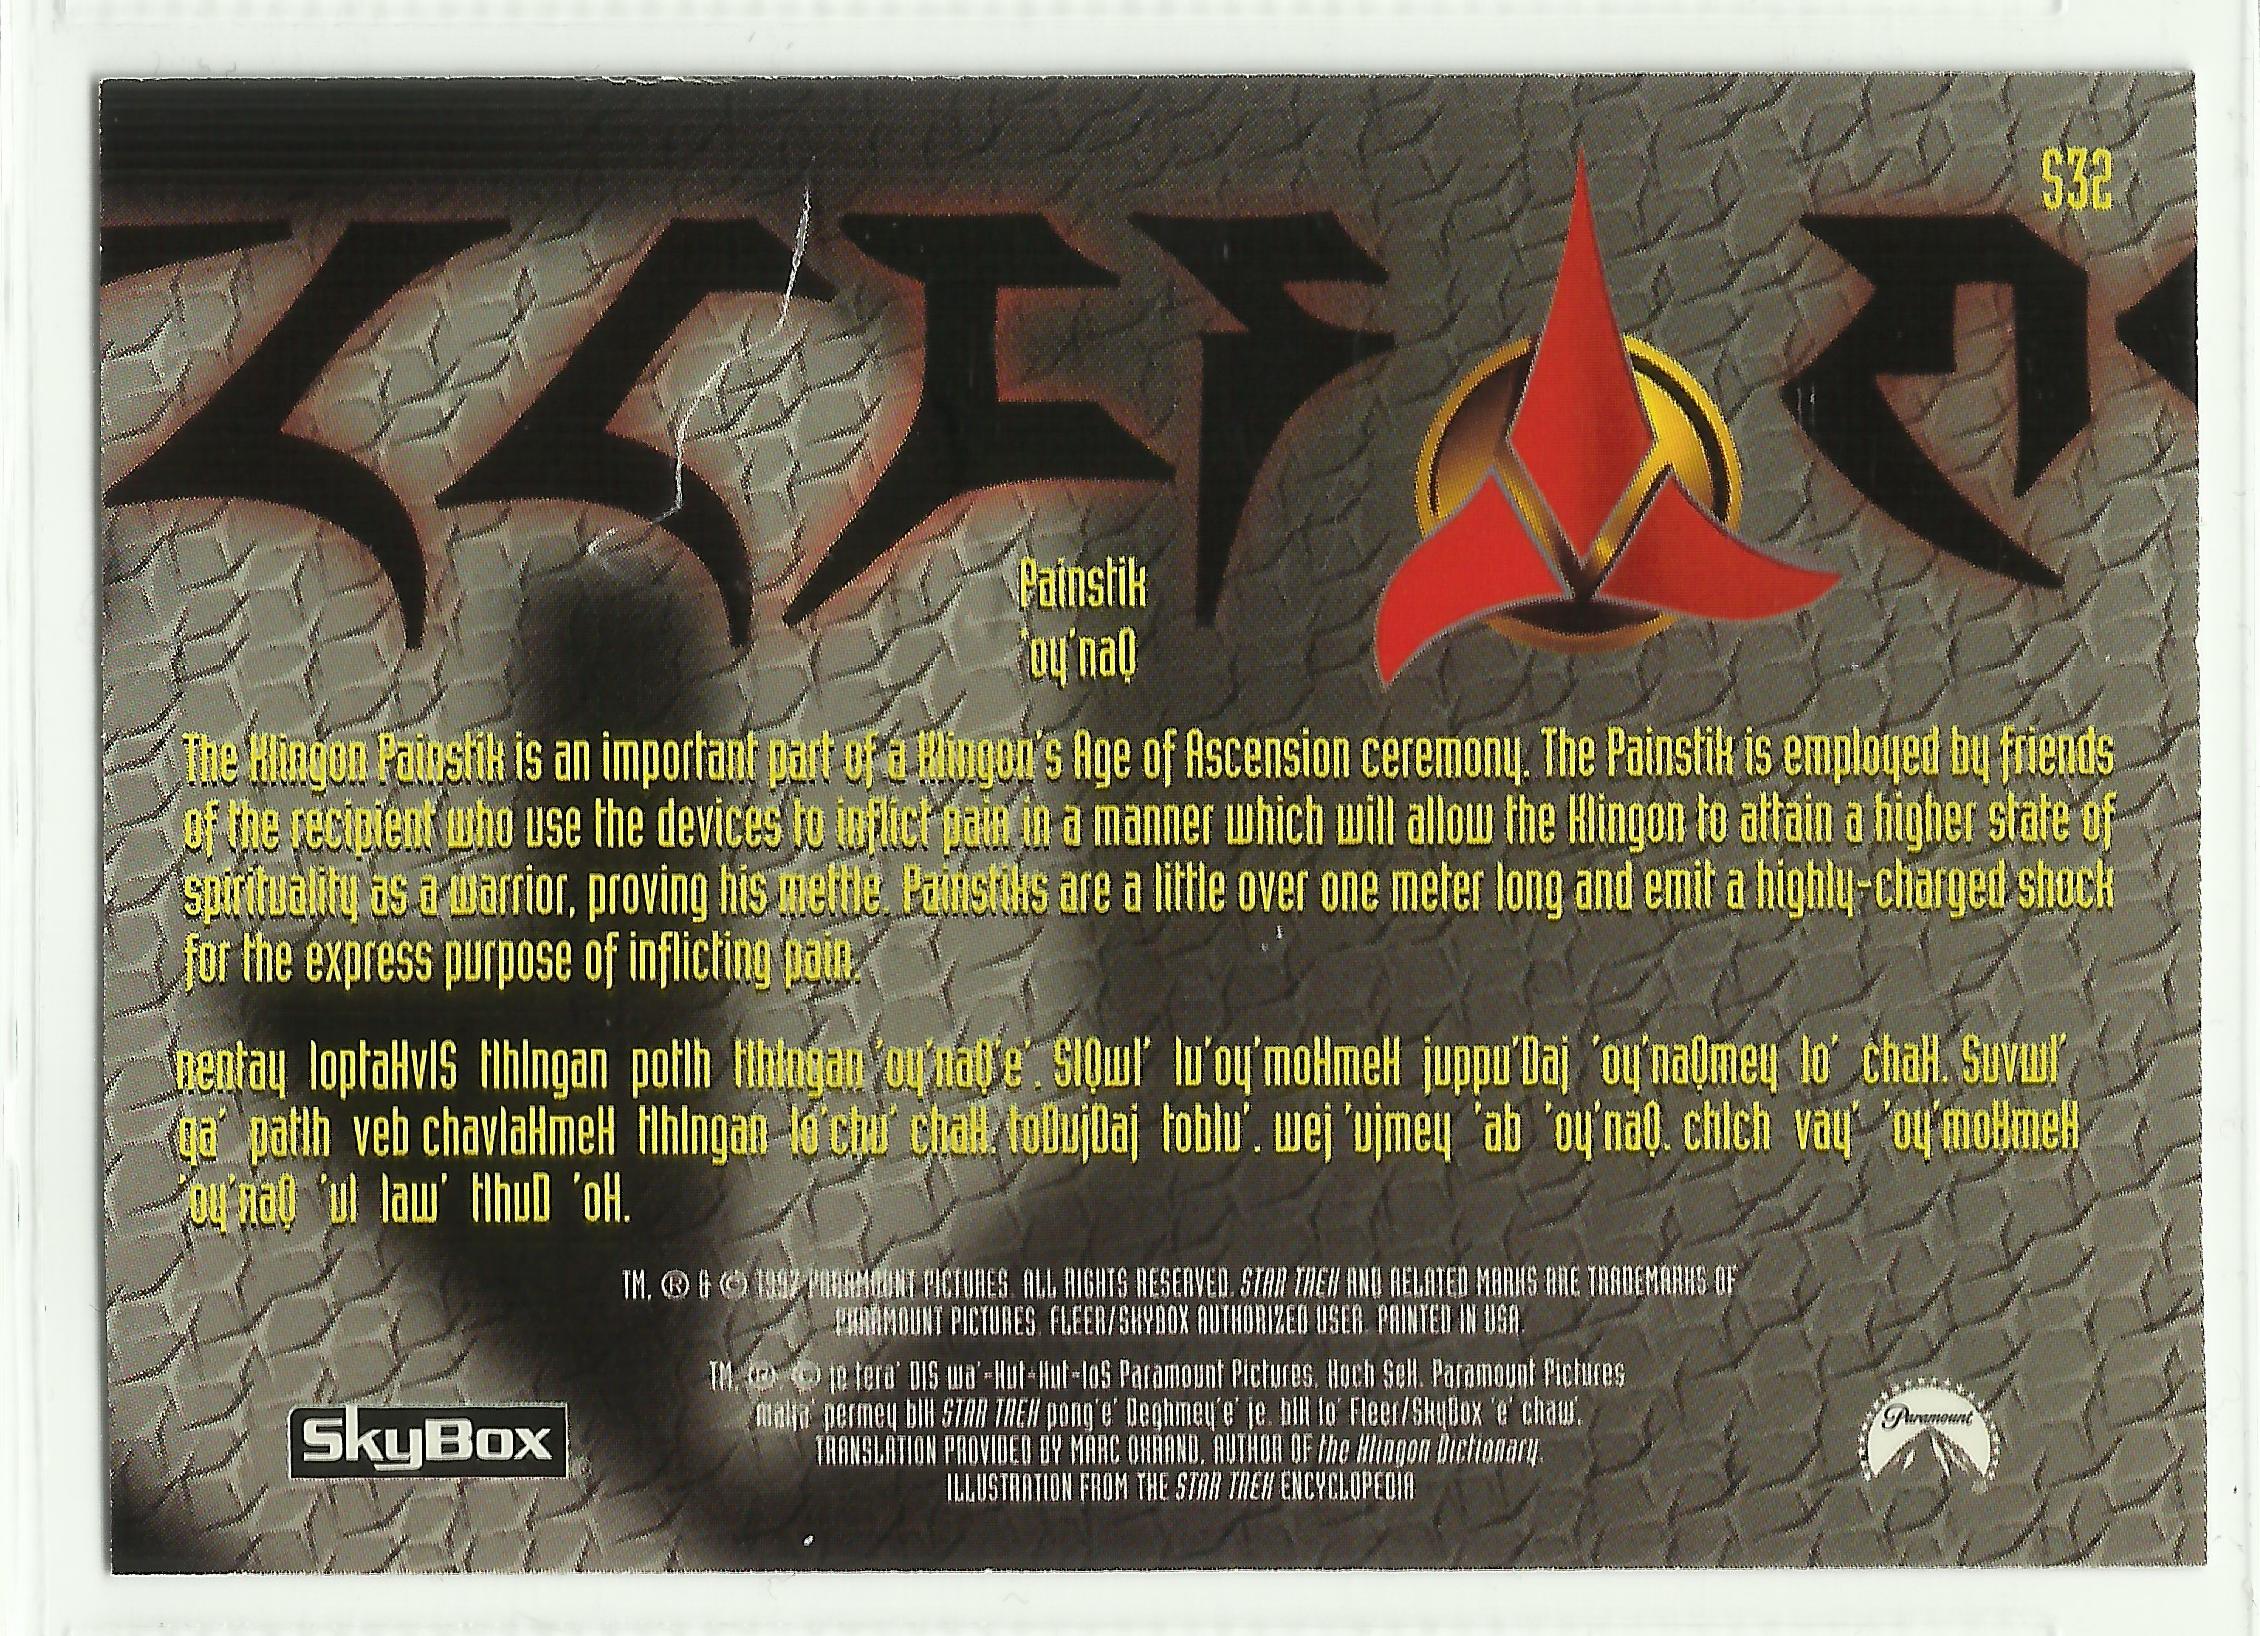 S32
Painstik
'oy'naQ
The Klingon Painstik is an important part of a Klingon's Age of Ascension ceremony. The Painstik is employed by friends
of the recipient who use the devices to inflict pain in a manner which will allow the Klingon to attain a higher state of
spirituality as a warrior, proving his mettle. Painstiks are a little over one meter long and emit a highly-charged shock
for the express purpose of inflicting pain.
nentay loptaHvIS tlhIngan potlh tlhIngan 'oy'naQ'e'. SIQwI' lu'oy'moHmeH juppu'Daj 'oy'naQmey lo' chaH. SuvwI'
qa' patlh veb chavlaHmeH tlhIngan lo'chu' chaH. toDujDaj toblu'. wej 'ujmey 'ab 'oy'naQ. chIch vay' 'oy'moHmeH
'oy'naQ 'ul law' tlhuD 'oH.
TM, ® & © 1997 PARAMOUNT PICTURES. ALL RIGHTS RESERVED. STAR TREK AND RELATED MARKS ARE TRADEMARKS OF
PARAMOUNT PICTURES. FLEER/SKYBOX AUTHORIZED USER. PRINTED IN USA.
TM, ®, © je tera' DIS wa'-Hut-Hut-loS Paramount Pictures. Hoch SeH. Paramount Pictures
malja' permey bIH STAR TREK pong'e' Deghmey'e' je. bIH lo' Fleer/SkyBox 'e' chaw'.
TRANSLATION PROVIDED BY MARC OKRAND, AUTHOR OF the Klingon Dictionary.
ILLUSTRATION FROM THE STAR TREK ENCYCLOPEDIA
SkyBox
Paramount